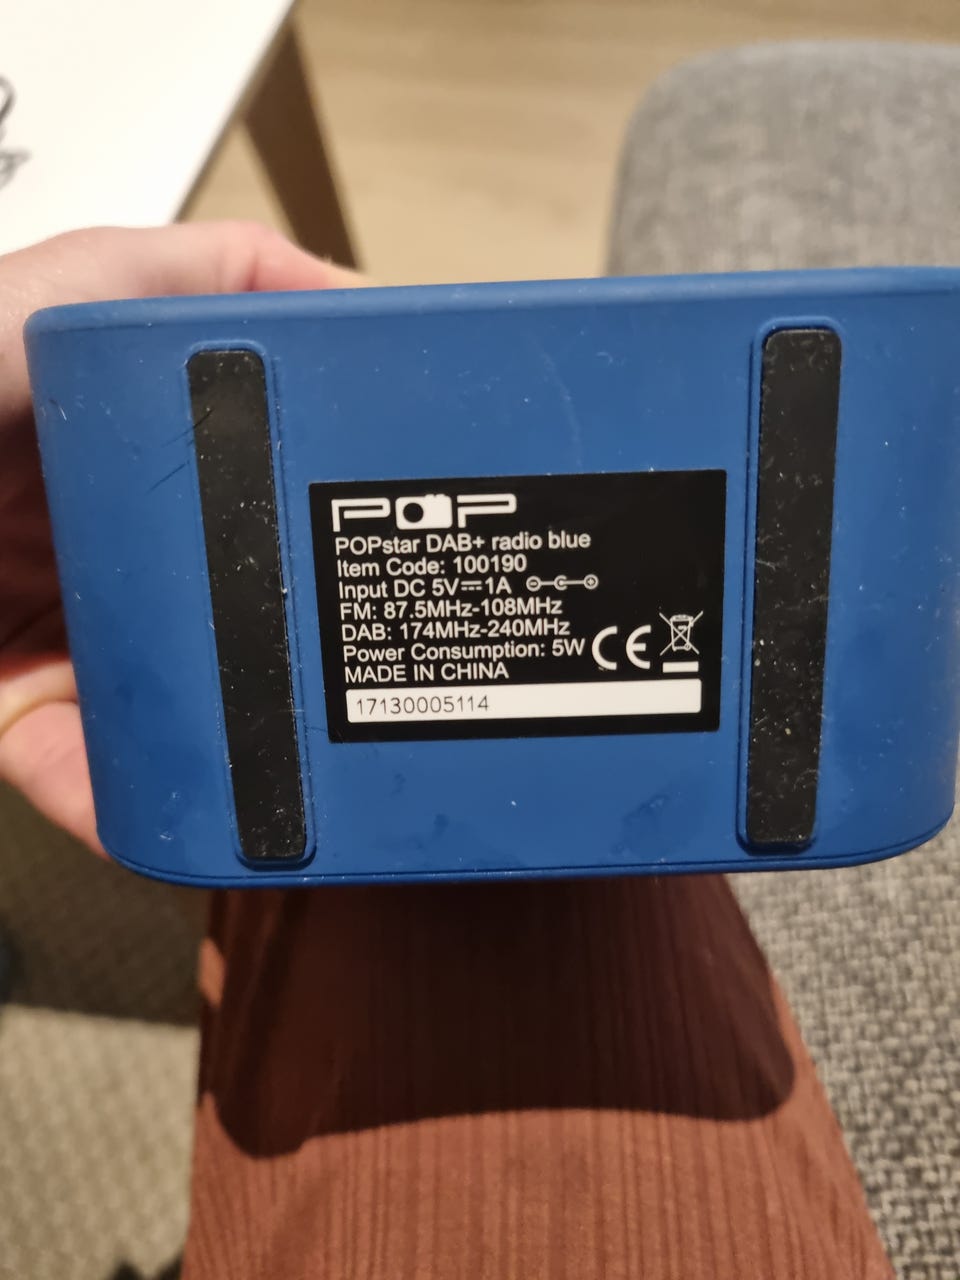 POP
POPstar DAB+ radio blue
Item Code: 100190
Input DC 5V⎓1A
FM: 87.5MHz-108MHz
DAB: 174MHz-240MHz
Power Consumption: 5W CE
MADE IN CHINA
17130005114